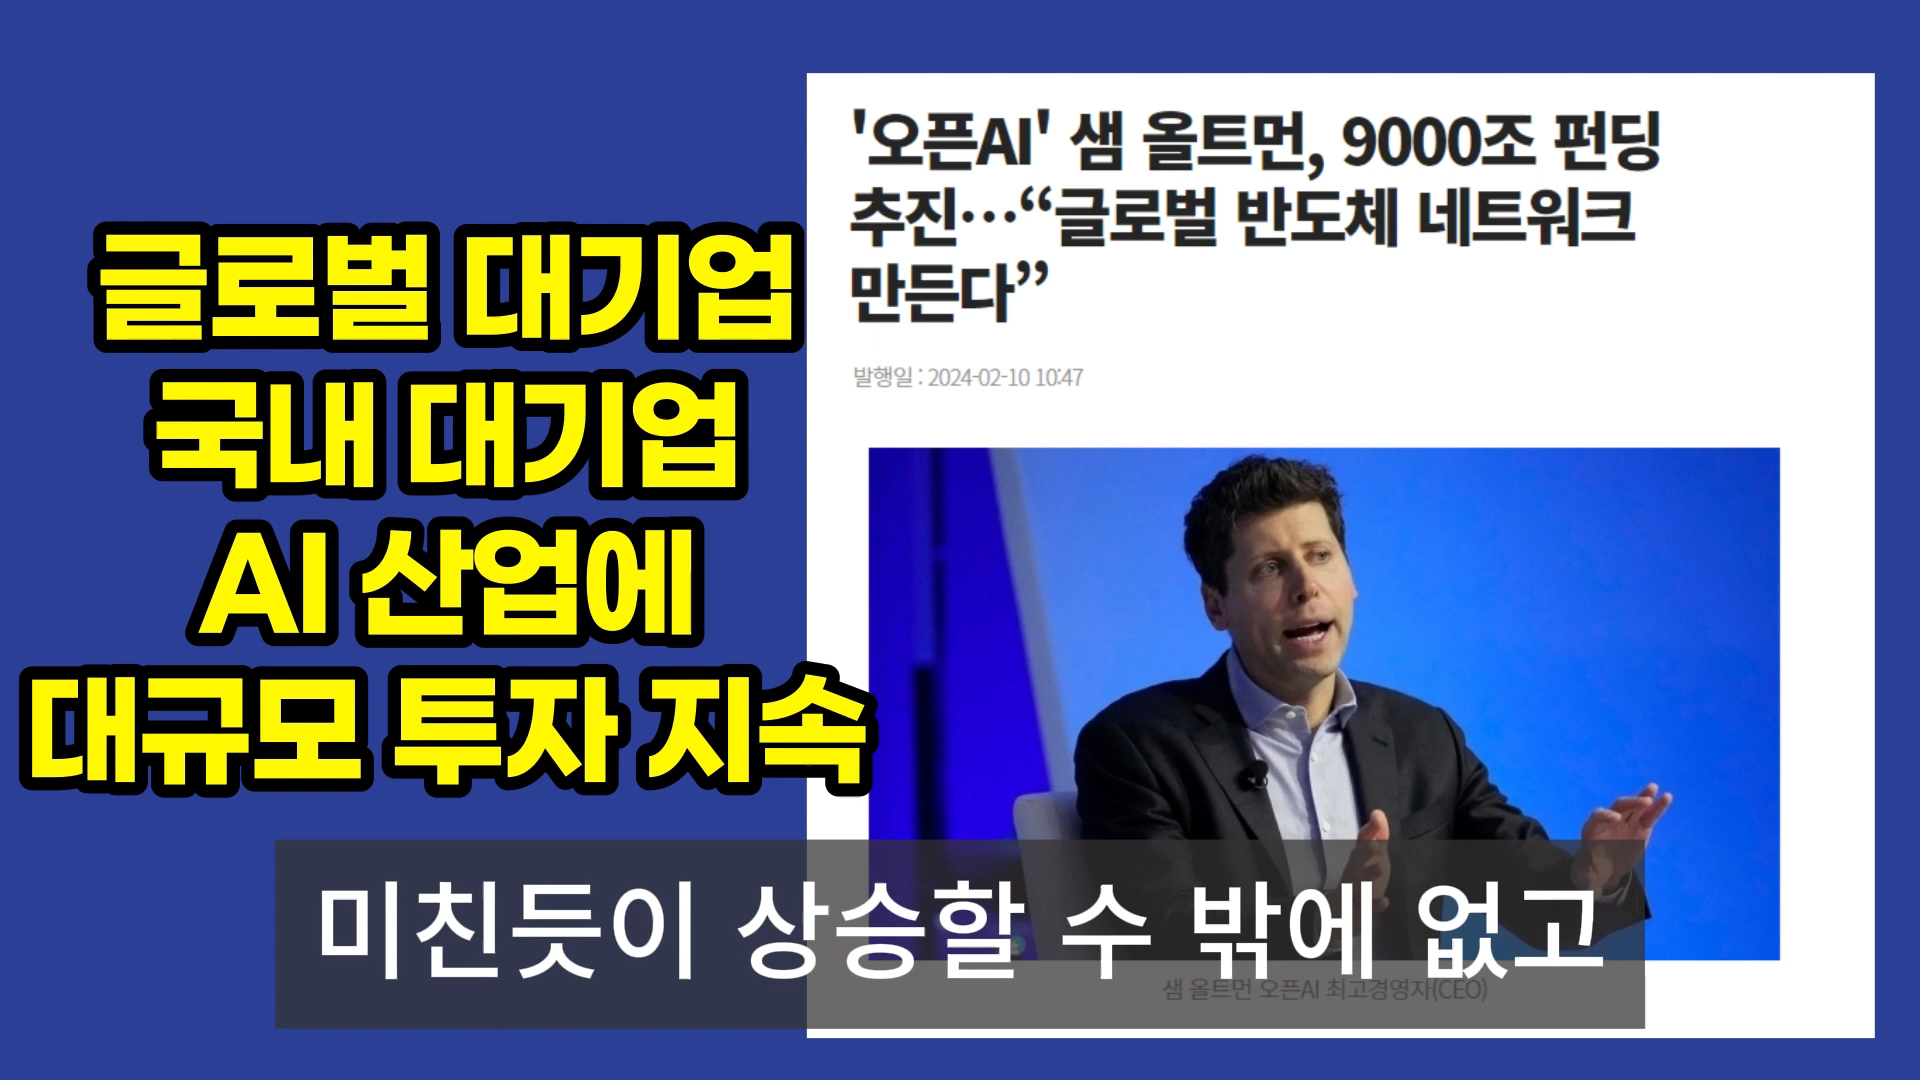 글로벌 대기업
국내 대기업
AI 산업에
대규모 투자 지속
'오픈AI' 샘 올트먼, 9000조 펀딩
추진…“글로벌 반도체 네트워크
만든다”
발행일 : 2024-02-10 10:47
샘 올트먼 오픈AI 최고경영자(CEO)
미친듯이 상승할 수 밖에 없고